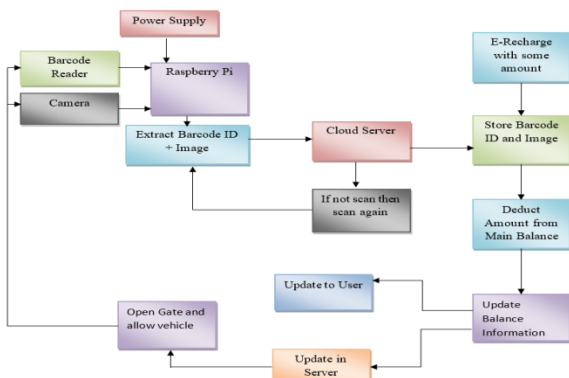 Power Supply
Barcode
Reader
Raspberry Pi
E-Recharge
with some
amount
Camera
Extract Barcode ID
+ Image
Cloud Server
Store Barcode
ID and Image
If not scan then
scan again
Deduct
Amount from
Main Balance
Update to User
Open Gate and
allow vehicle
Update
Balance
Information
Update in
Server